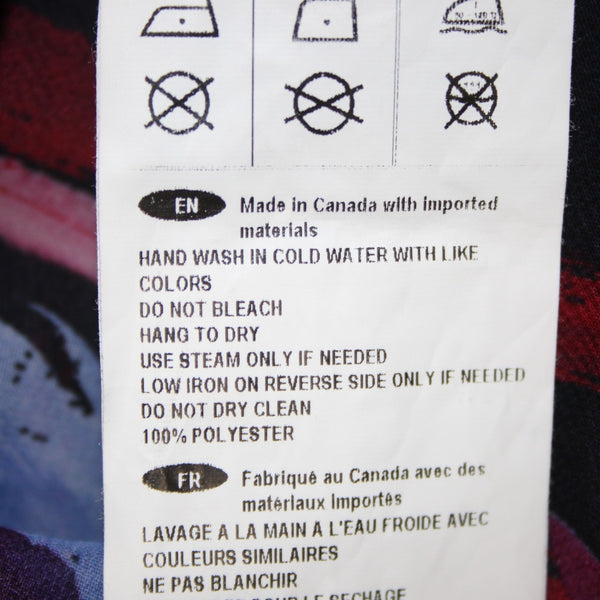 EN Made in Canada with imported
materials
HAND WASH IN COLD WATER WITH LIKE
COLORS
DO NOT BLEACH
HANG TO DRY
USE STEAM ONLY IF NEEDED
LOW IRON ON REVERSE SIDE ONLY IF NEEDED
DO NOT DRY CLEAN
100% POLYESTER
FR Fabriqué au Canada avec des
matériaux Importés
LAVAGE A LA MAIN A L'EAU FROIDE AVEC
COULEURS SIMILAIRES
NE PAS BLANCHIR
POUR LE SECHAGE